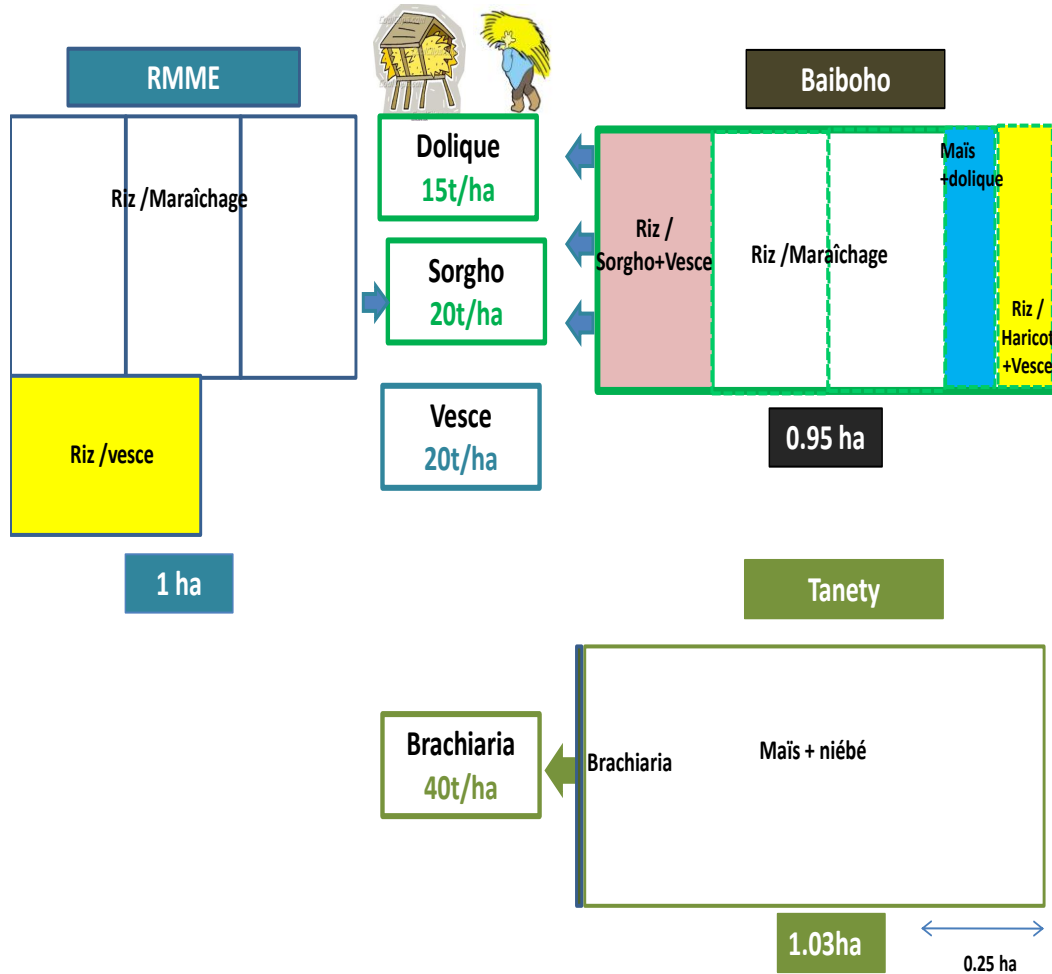 RMME
Baiboho
Riz /Maraîchage
Dolique
15t/ha
Sorgho
20t/ha
Vesce
20t/ha
Riz /
Sorgho+Vesce
Riz /Maraîchage
Maïs
+dolique
Riz /
Haricot
+Vesce
Riz /vesce
1 ha
0.95 ha
Tanety
Brachiaria
40t/ha
Brachiaria
Maïs + niébé
1.03ha
0.25 ha